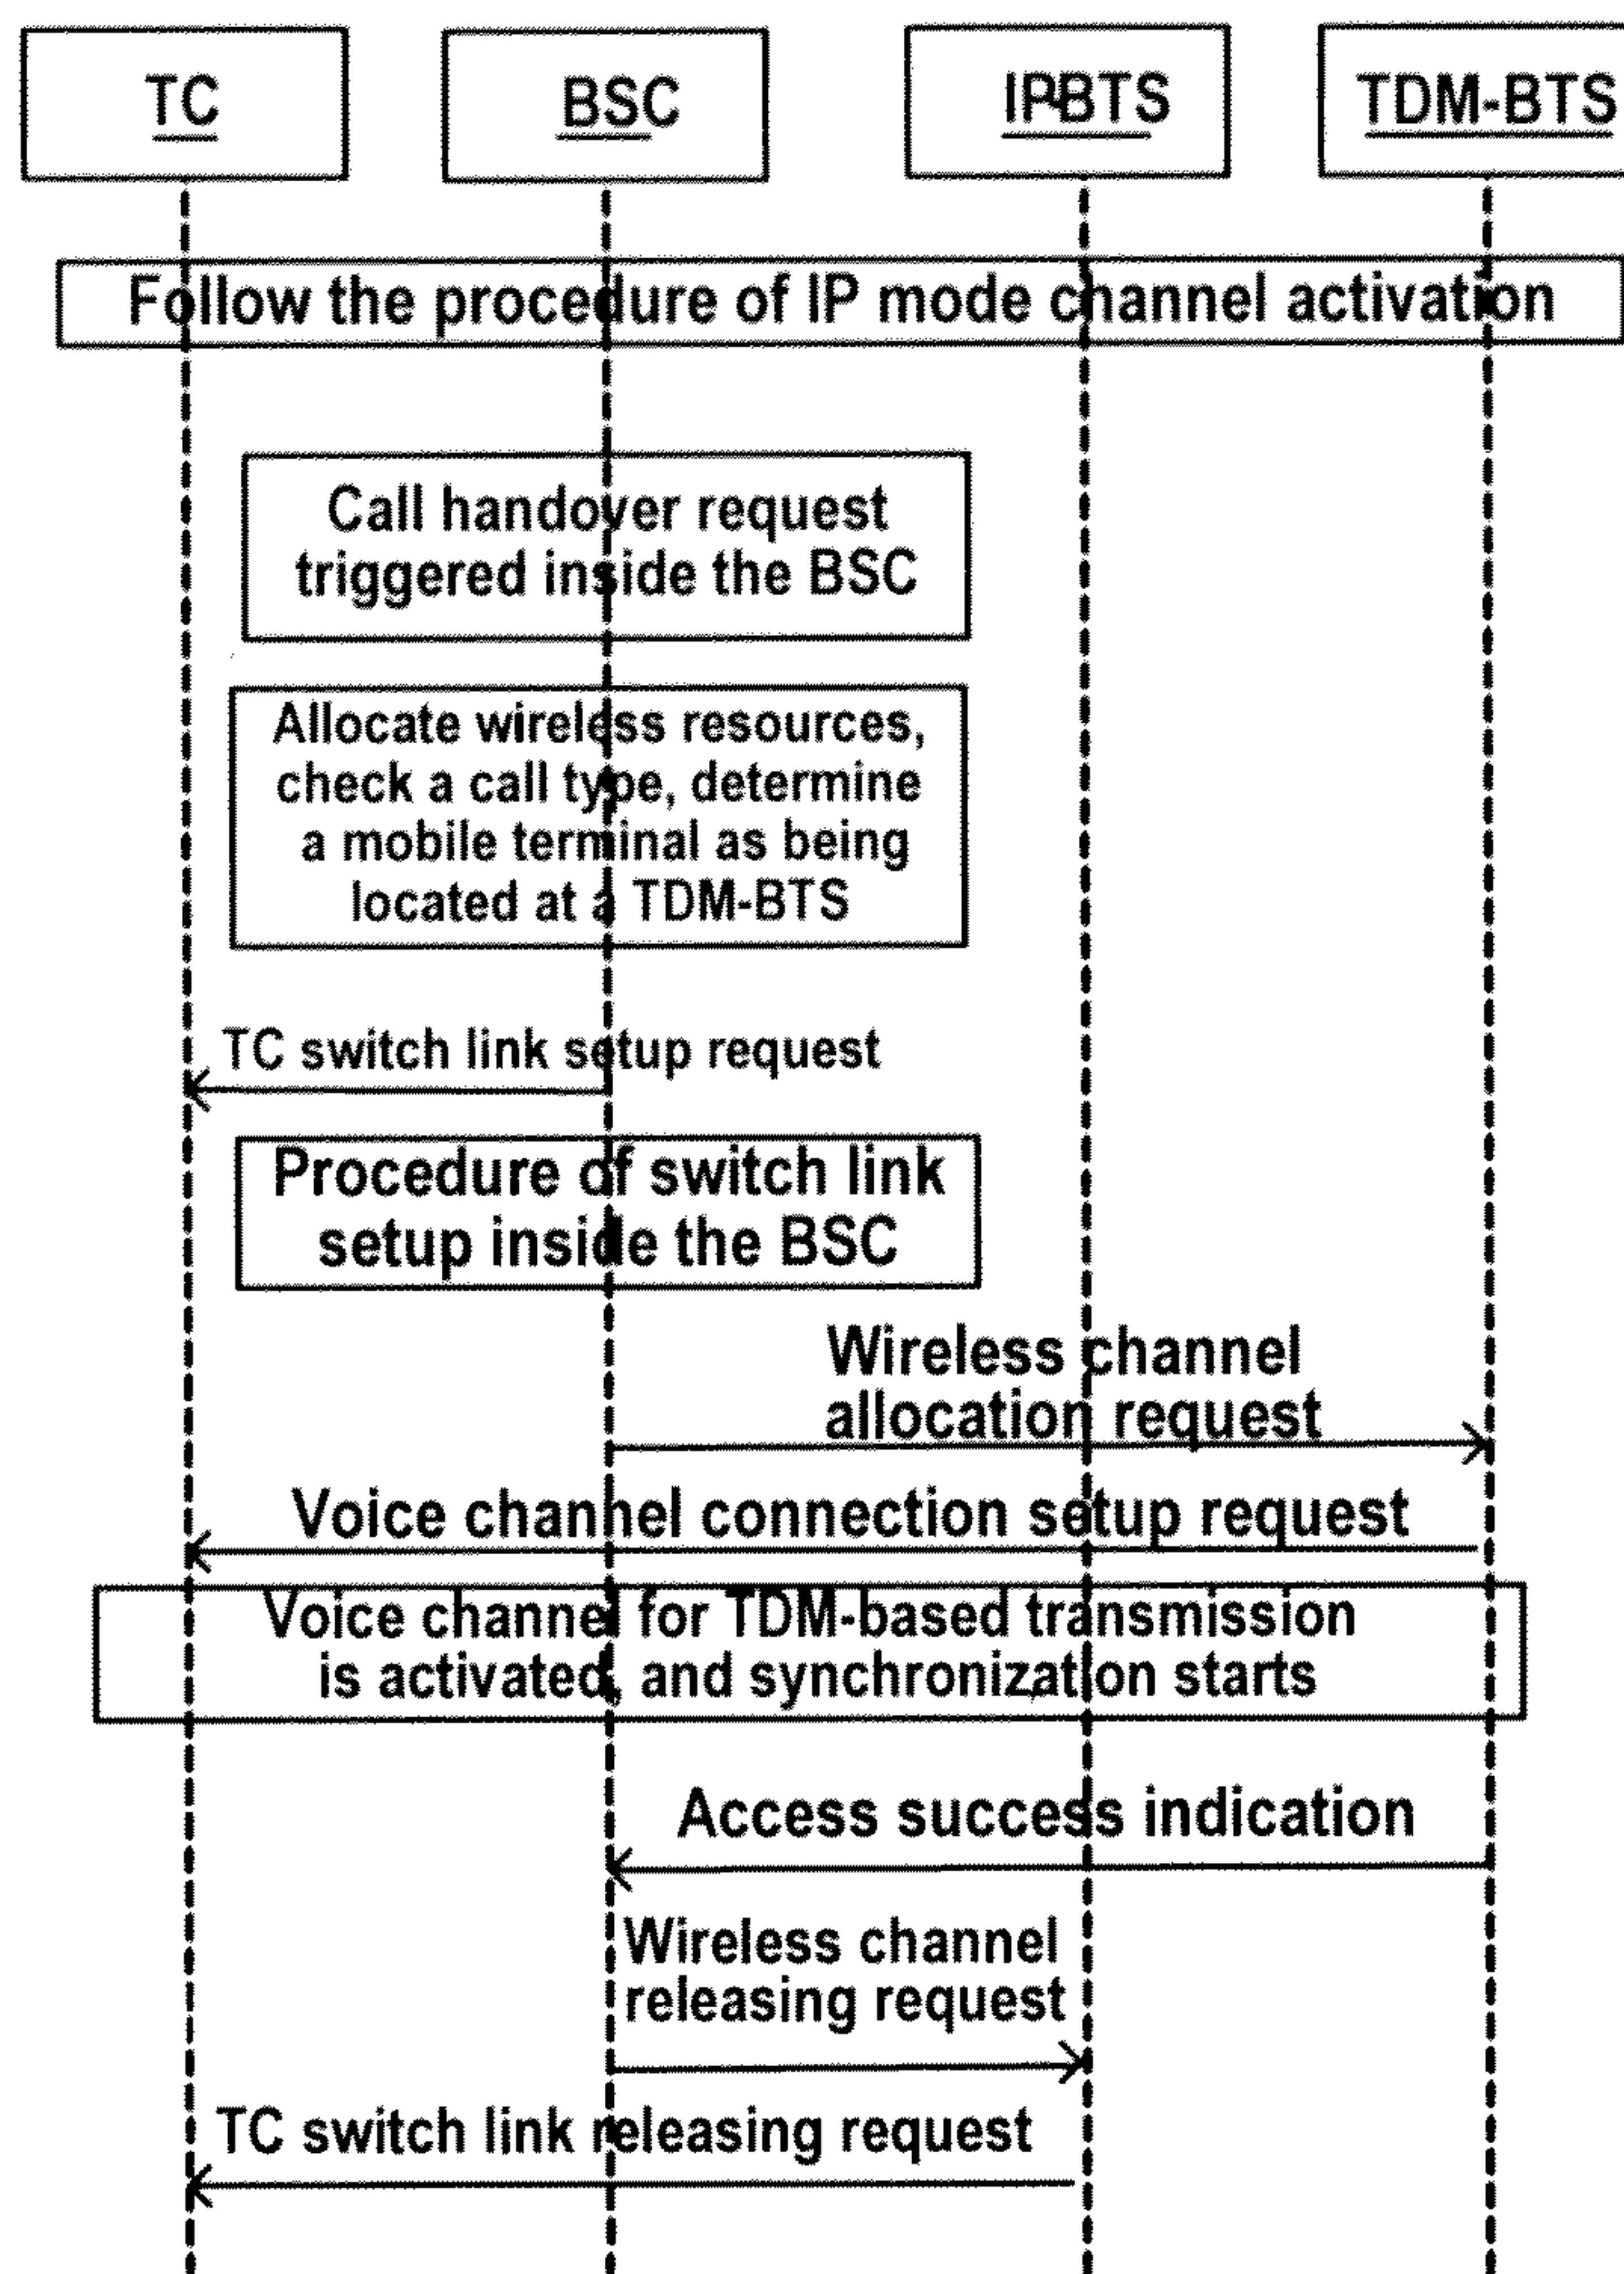 TC
BSC
IP-BTS
TDM-BTS
Follow the procedure of IP mode channel activation
Call handover request
triggered inside the BSC
Allocate wireless resources,
check a call type, determine
a mobile terminal as being
located at a TDM-BTS
TC switch link setup request
Procedure of switch link
setup inside the BSC
Wireless channel
allocation request
Voice channel connection setup request
Voice channel for TDM-based transmission
is activated, and synchronization starts
Access success indication
Wireless channel
releasing request
TC switch link releasing request